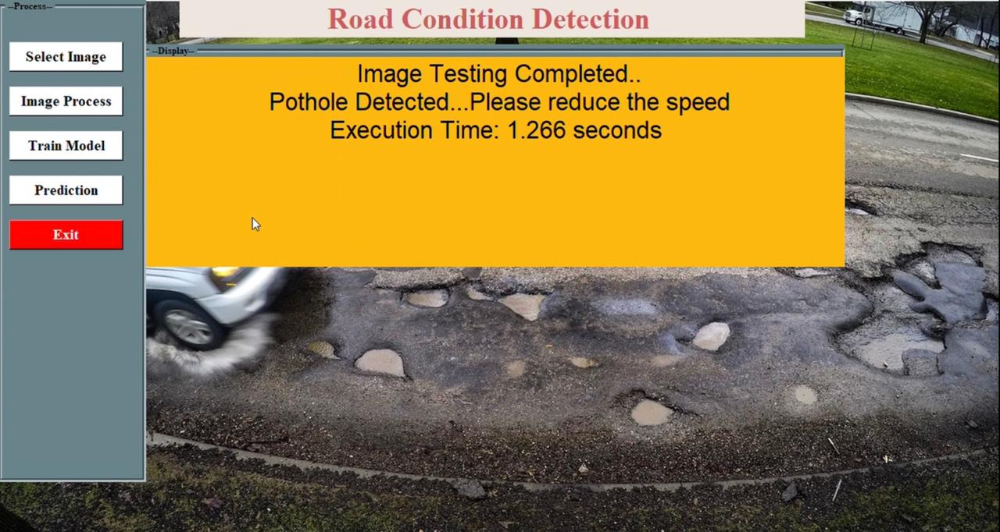 --Process--
Road Condition Detection
Select Image
Image Process
Train Model
Prediction
Exit
--Display--
Image Testing Completed..
Pothole Detected...Please reduce the speed
Execution Time: 1.266 seconds